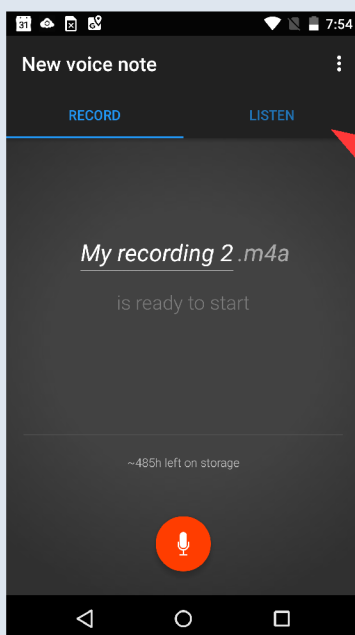 31 7:54
New voice note
RECORD LISTEN
My recording 2 .m4a
is ready to start
~485h left on storage